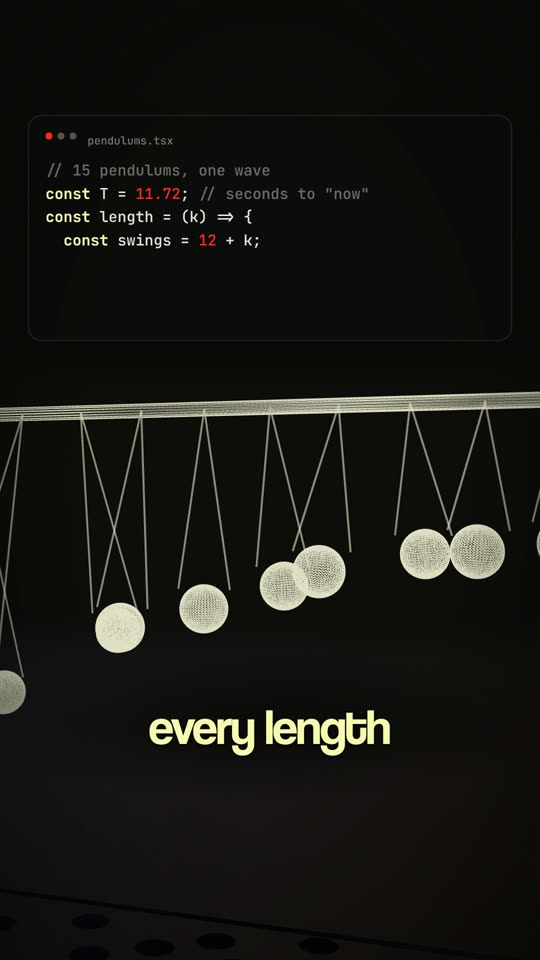 pendulums.tsx
// 15 pendulums, one wave
const T = 11.72; // seconds to "now"
const length = (k) => {
const swings = 12 + k;
every length